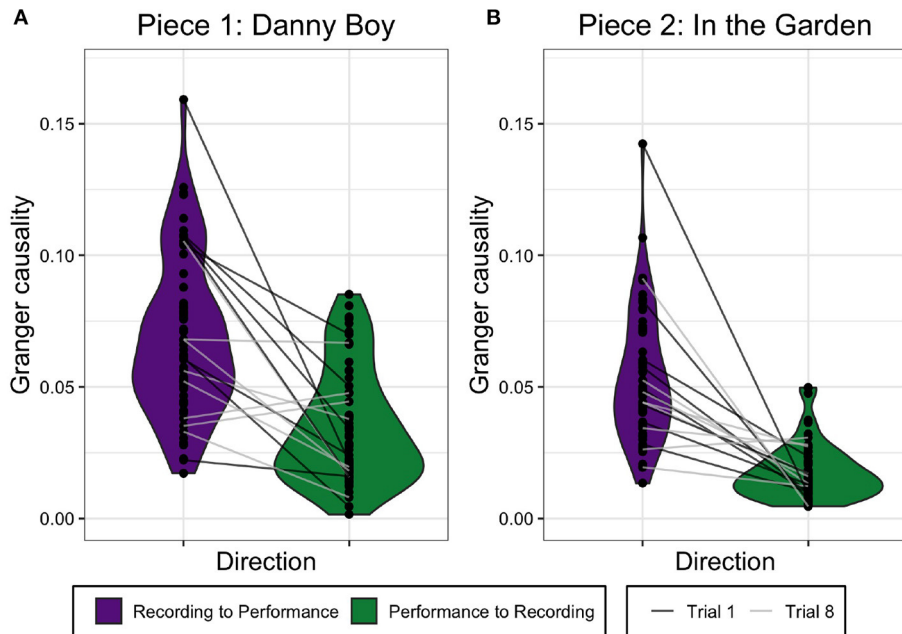 A
Piece 1: Danny Boy
B
Piece 2: In the Garden
Granger causality
0.15
0.10
0.05
0.00
Direction
Granger causality
0.15
0.10
0.05
0.00
Direction
Recording to Performance
Performance to Recording
Trial 1
Trial 8